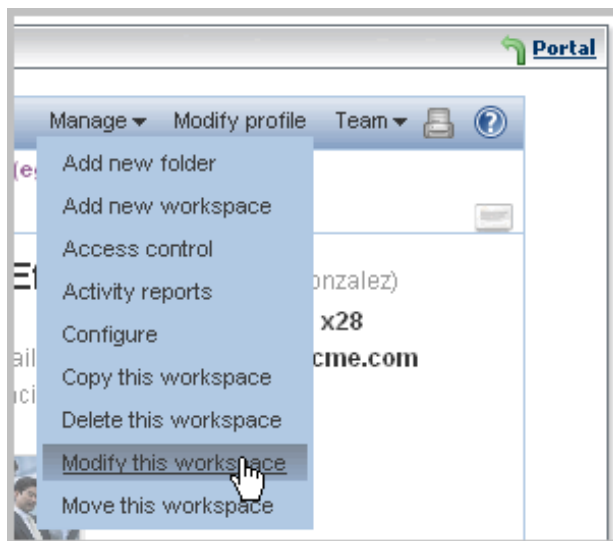 Portal
Manage Modify profile Team
Add new folder
Add new workspace
Access control
Activity reports
onzalez)
Configure
x28
cme.com
Copy this workspace
Delete this workspace
Modify this workspace
Move this workspace